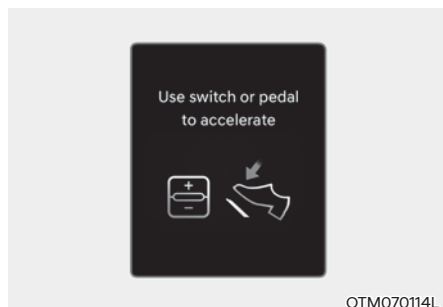 Use switch or pedal
to accelerate
+
−
OTM070114L